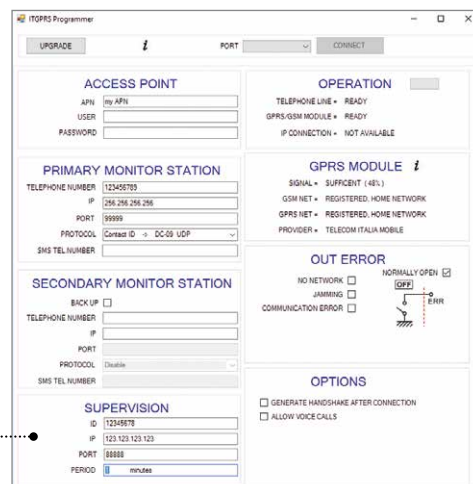 ITGPRS Programmer
UPGRADE i PORT CONNECT
ACCESS POINT
APN my APN
USER
PASSWORD
PRIMARY MONITOR STATION
TELEPHONE NUMBER 123456789
IP 256.256.256.256
PORT 99999
PROTOCOL Contact ID -> DC-09 UDP
SMS TEL.NUMBER
SECONDARY MONITOR STATION
BACK UP
TELEPHONE NUMBER
IP
PORT
PROTOCOL Disable
SMS TEL.NUMBER
SUPERVISION
ID 12345678
IP 123.123.123.123
PORT 88888
PERIOD 1 minutes
OPERATION
TELEPHONE LINE = READY
GPRS/GSM MODULE = READY
IP CONNECTION = NOT AVAILABLE
GPRS MODULE i
SIGNAL = SUFFICENT (48%)
GSM NET = REGISTERED, HOME NETWORK
GPRS NET = REGISTERED, HOME NETWORK
PROVIDER = TELECOM ITALIA MOBILE
OUT ERROR
NORMALLY OPEN
NO NETWORK
OFF
JAMMING
ERR
COMMUNICATION ERROR
OPTIONS
GENERATE HANDSHAKE AFTER CONNECTION
ALLOW VOICE CALLS